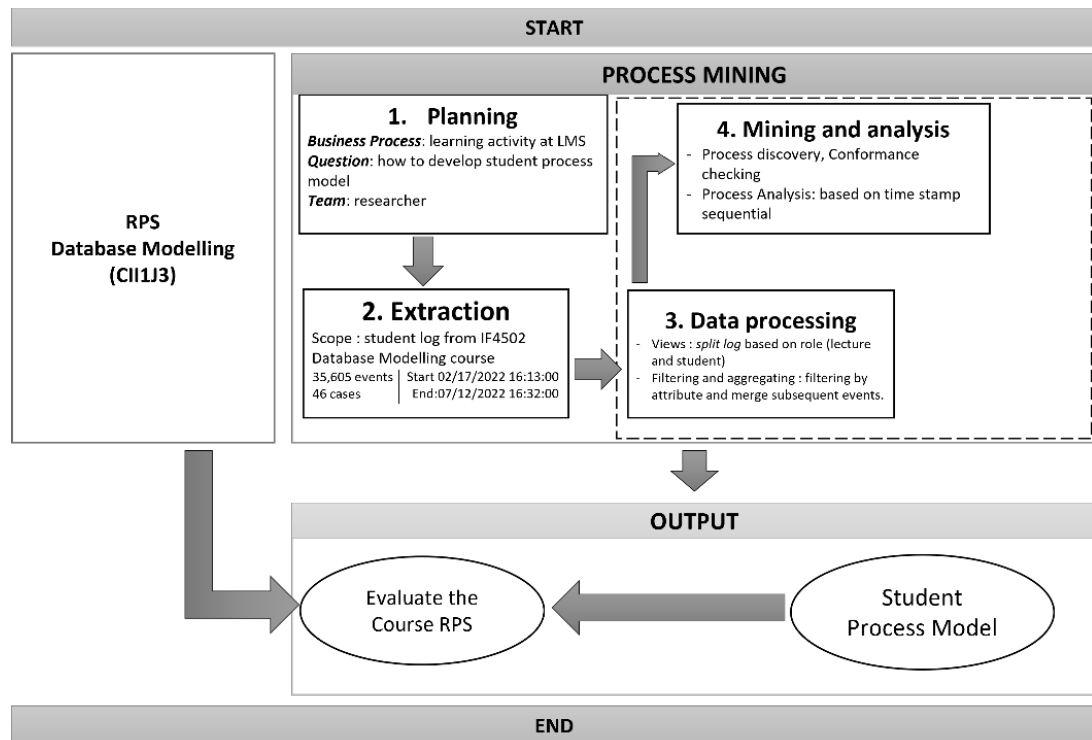 START
RPS
Database Modelling
(CII1J3)
PROCESS MINING
1. Planning
Business Process: learning activity at LMS
Question: how to develop student process
model
Team: researcher
2. Extraction
Scope : student log from IF4502
Database Modelling course
35,605 events | Start 02/17/2022 16:13:00
46 cases | End:07/12/2022 16:32:00
3. Data processing
- Views : split log based on role (lecture
and student)
- Filtering and aggregating : filtering by
attribute and merge subsequent events.
4. Mining and analysis
- Process discovery, Conformance
checking
- Process Analysis: based on time stamp
sequential
OUTPUT
Evaluate the
Course RPS
Student
Process Model
END